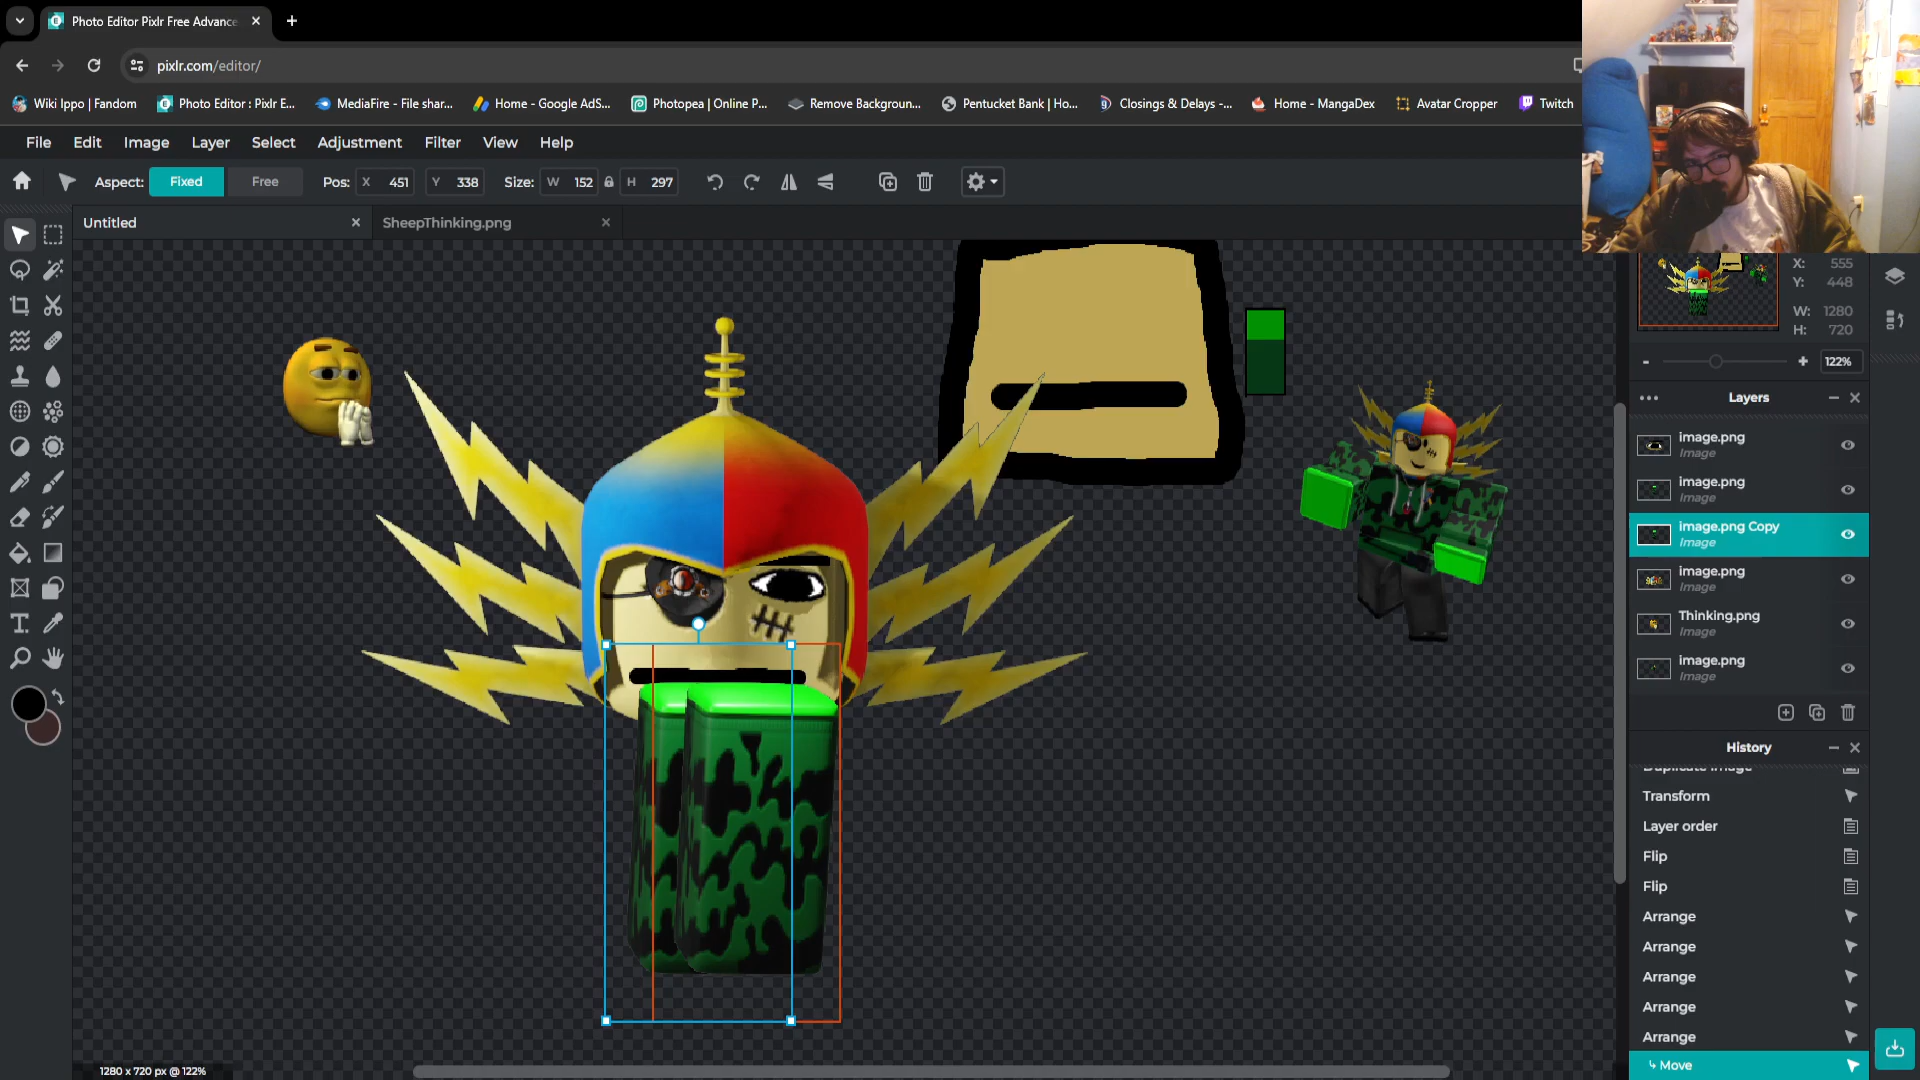 Photo Editor Pixlr Free Advance
pixlr.com/editor/
Wiki Ippo | Fandom
Photo Editor : Pixlr E...
MediaFire - File shar...
Home - Google AdS...
Photopea | Online P...
Remove Backgroun...
Pentucket Bank | Ho...
Closings & Delays -...
Home - MangaDex
Avatar Cropper
Twitch
File
Edit
Image
Layer
Select
Adjustment
Filter
View
Help
Aspect:
Fixed
Free
Pos:
X 451
Y 338
Size:
W 152
H 297
Untitled
SheepThinking.png
X: 555
Y: 448
W: 1280
H: 720
122%
Layers
image.png
Image
image.png
Image
image.png Copy
Image
image.png
Image
Thinking.png
Image
image.png
Image
History
Duplicate image
Transform
Layer order
Flip
Flip
Arrange
Arrange
Arrange
Arrange
Arrange
Move
1280 x 720 px @ 122%